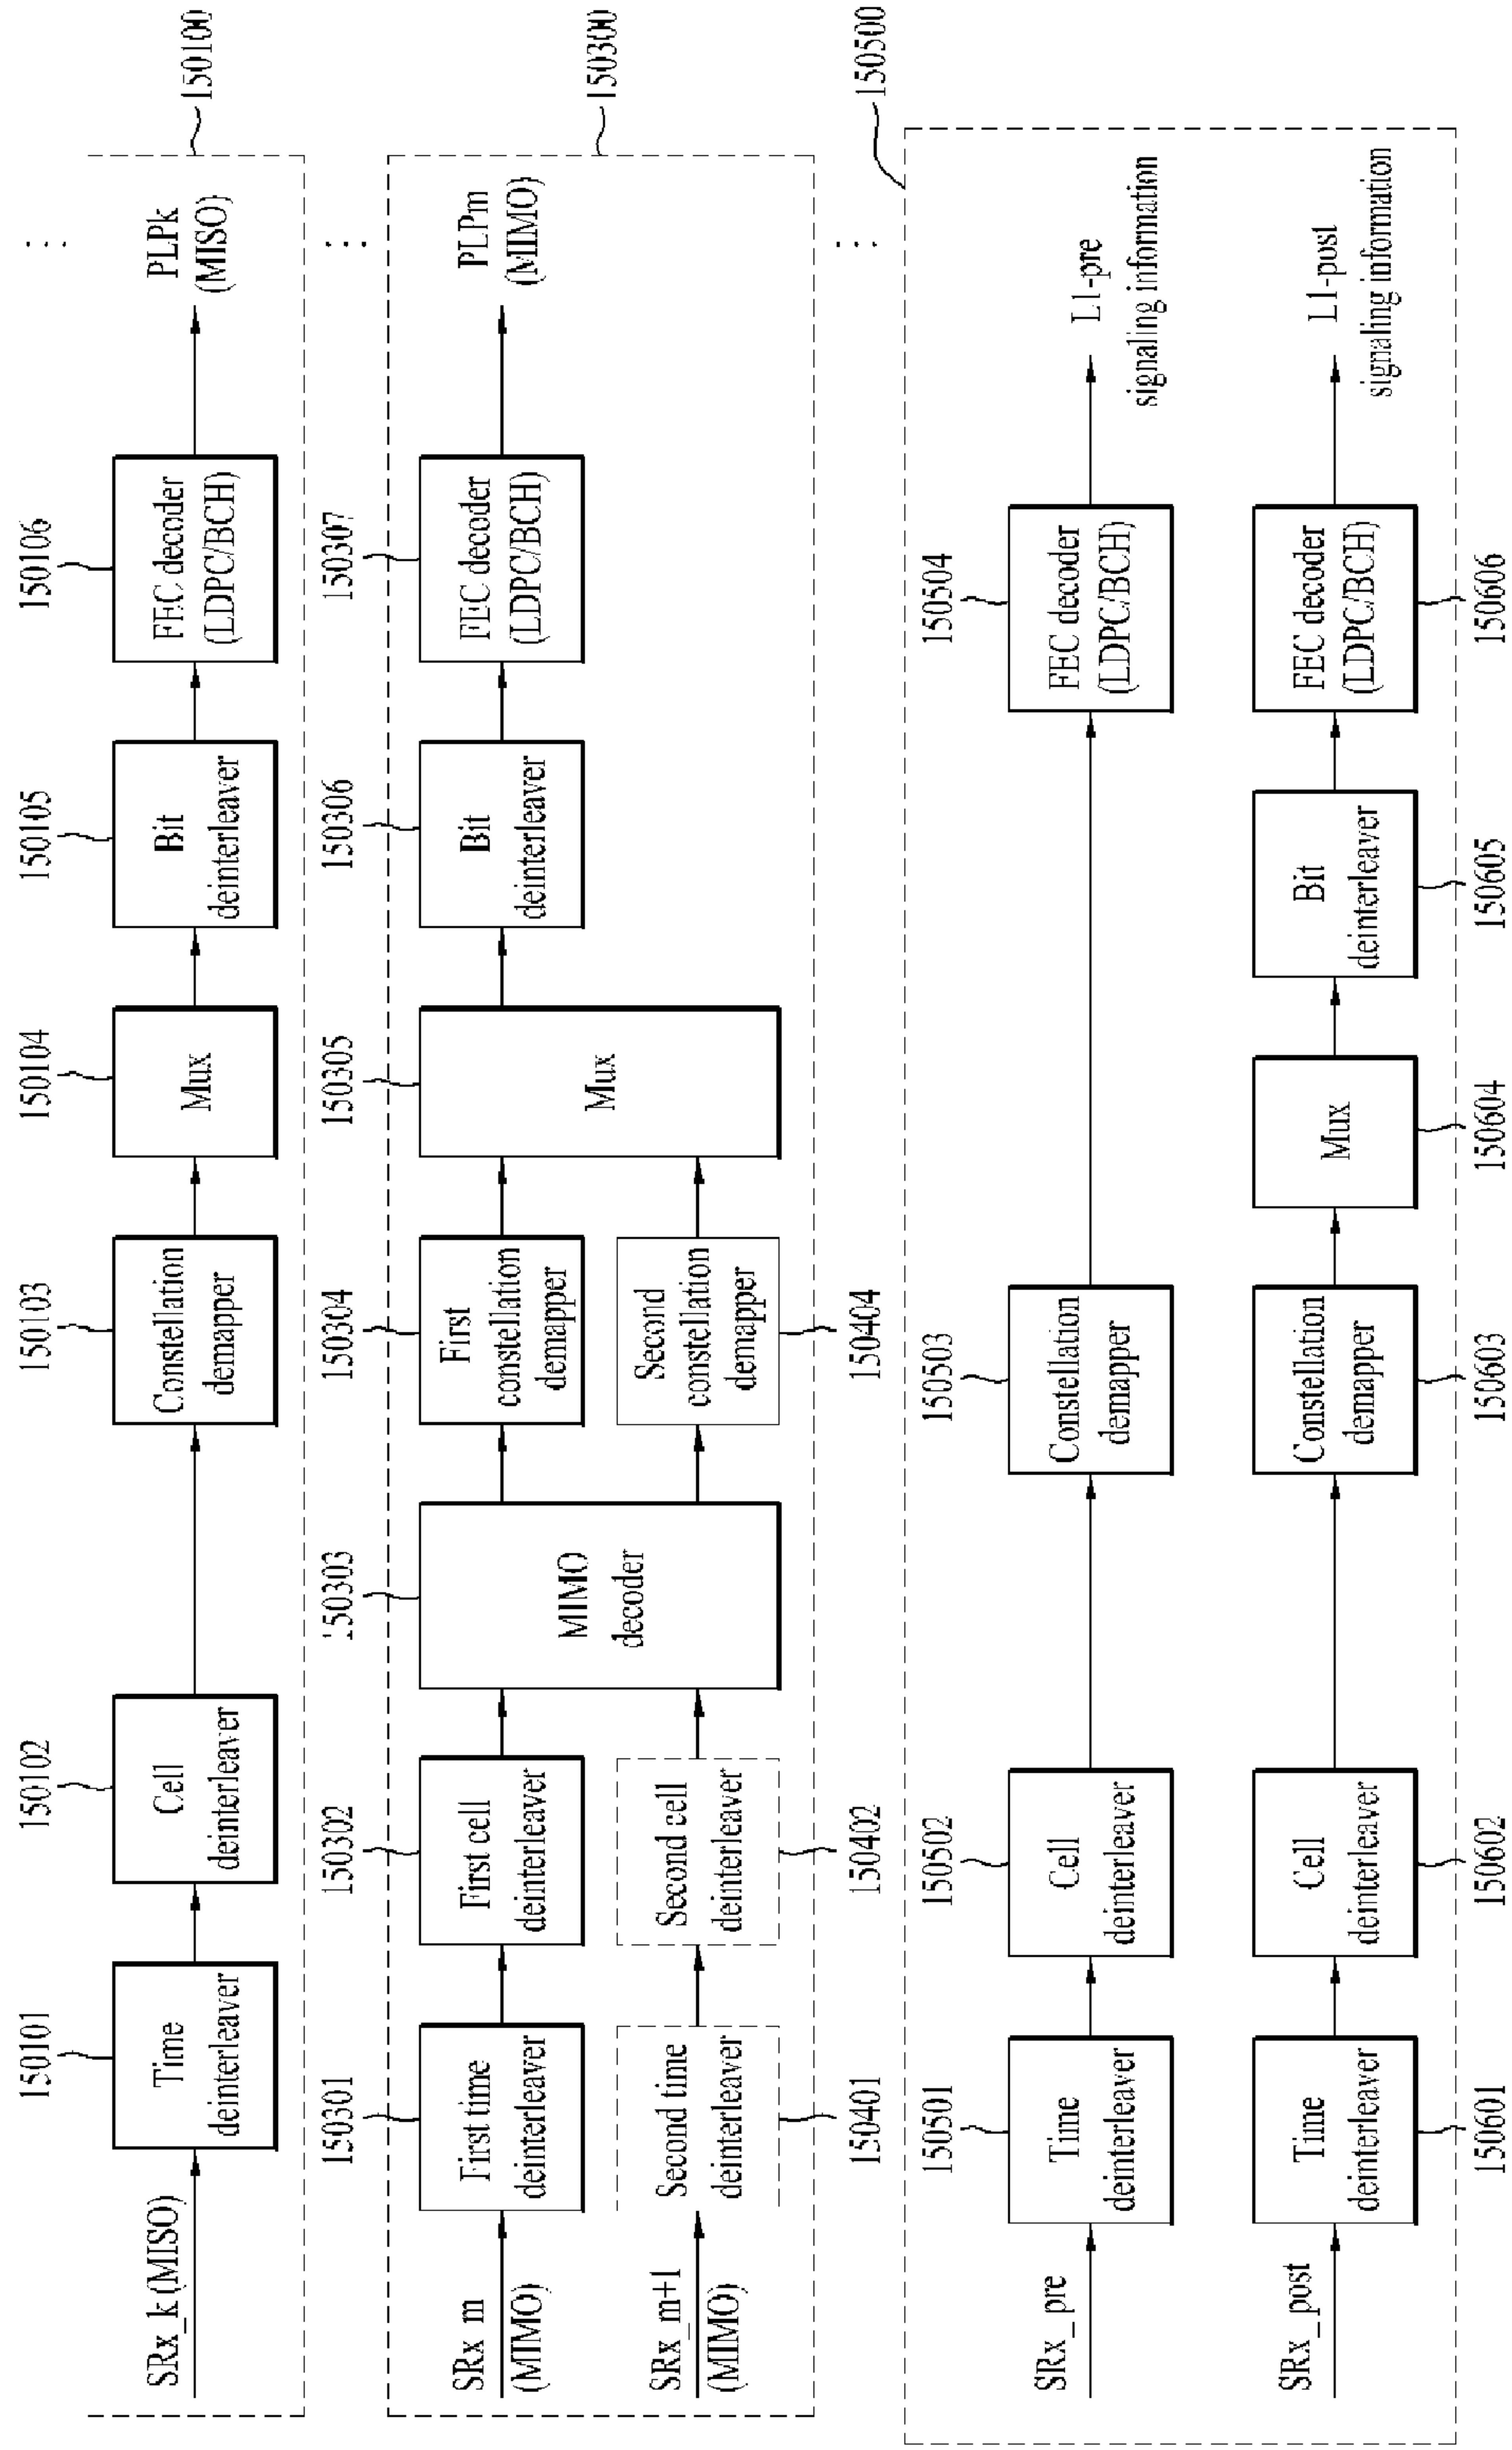 150101
150102
150103
150104
150105
150106
150100
SRx_k (MISO)
Time
deinterleaver
Cell
deinterleaver
Constellation
demapper
Mux
Bit
deinterleaver
FEC decoder
(LDPC/BCH)
PLPk
(MISO)
...
150301
150302
150303
150304
150305
150306
150307
150300
SRx m
(MIMO)
First time
deinterleaver
First cell
deinterleaver
MIMO
decoder
First
constellation
demapper
Mux
Bit
deinterleaver
FEC decoder
(LDPC/BCH)
PLPm
(MIMO)
...
SRx_m+1
(MIMO)
Second time
deinterleaver
Second cell
deinterleaver
Second
constellation
demapper
150401
150402
150404
...
150501
150502
150503
150504
150500
SRx_pre
Time
deinterleaver
Cell
deinterleaver
Constellation
demapper
FEC decoder
(LDPC/BCH)
L1-pre
signaling information
SRx_post
Time
deinterleaver
Cell
deinterleaver
Constellation
demapper
Mux
Bit
deinterleaver
FEC decoder
(LDPC/BCH)
L1-post
signaling information
150601
150602
150603
150604
150605
150606